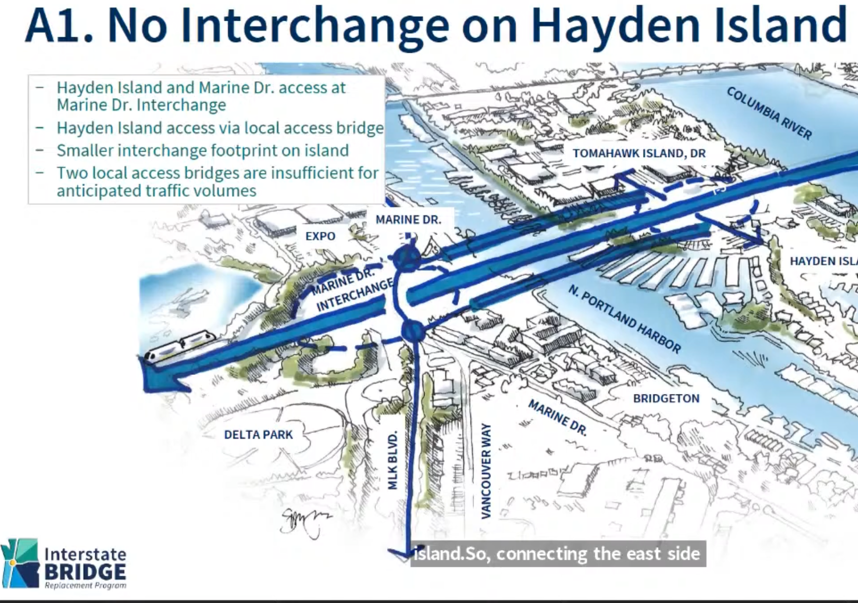 A1. No Interchange on Hayden Island
– Hayden Island and Marine Dr. access at
Marine Dr. Interchange
– Hayden Island access via local access bridge
– Smaller interchange footprint on island
– Two local access bridges are insufficient for
anticipated traffic volumes
COLUMBIA RIVER
TOMAHAWK ISLAND, DR
MARINE DR.
EXPO
HAYDEN ISLA
MARINE DR.
INTERCHANGE
N. PORTLAND HARBOR
BRIDGETON
MARINE DR.
DELTA PARK
MLK BLVD.
VANCOUVER WAY
island.So, connecting the east side
Interstate
BRIDGE
Replacement Program